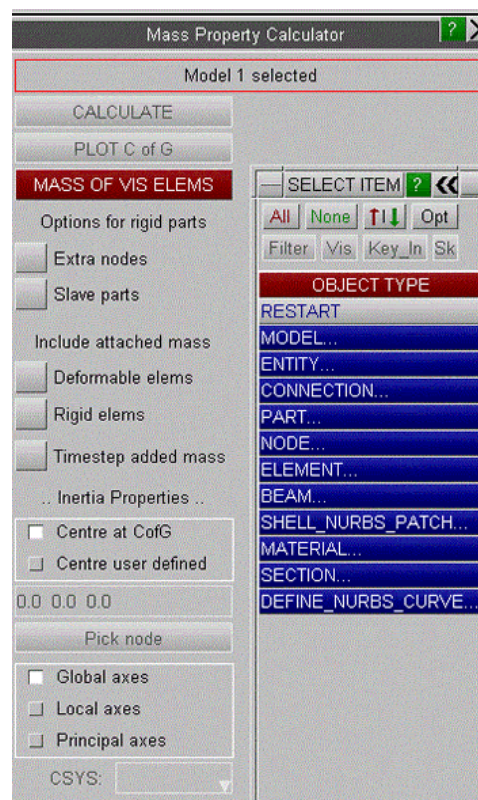 Mass Property Calculator ?
Model 1 selected
CALCULATE
PLOT C of G
MASS OF VIS ELEMS
Options for rigid parts
Extra nodes
Slave parts
Include attached mass
Deformable elems
Rigid elems
Timestep added mass
.. Inertia Properties ..
Centre at CofG
Centre user defined
0.0 0.0 0.0
Pick node
Global axes
Local axes
Principal axes
CSYS:
SELECT ITEM ?
All None Opt
Filter Vis Key_In Sk
OBJECT TYPE
RESTART
MODEL...
ENTITY...
CONNECTION...
PART...
NODE...
ELEMENT...
BEAM...
SHELL_NURBS_PATCH...
MATERIAL...
SECTION...
DEFINE_NURBS_CURVE...